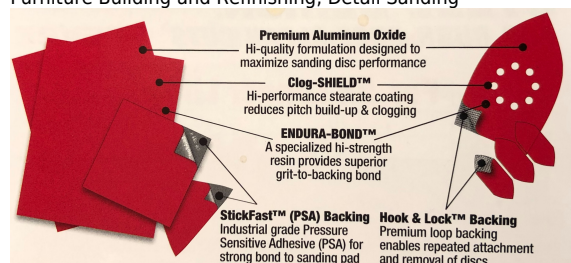 Furniture Building and Refinishing, Detail Sanding
Premium Aluminum Oxide
Hi-quality formulation designed to
maximize sanding disc performance
Clog-SHIELD™
Hi-performance stearate coating
reduces pitch build-up & clogging
ENDURA-BOND™
A specialized hi-strength
resin provides superior
grit-to-backing bond
StickFast™ (PSA) Backing
Industrial grade Pressure
Sensitive Adhesive (PSA) for
strong bond to sanding pad
Hook & Lock™ Backing
Premium loop backing
enables repeated attachment
and removal of discs